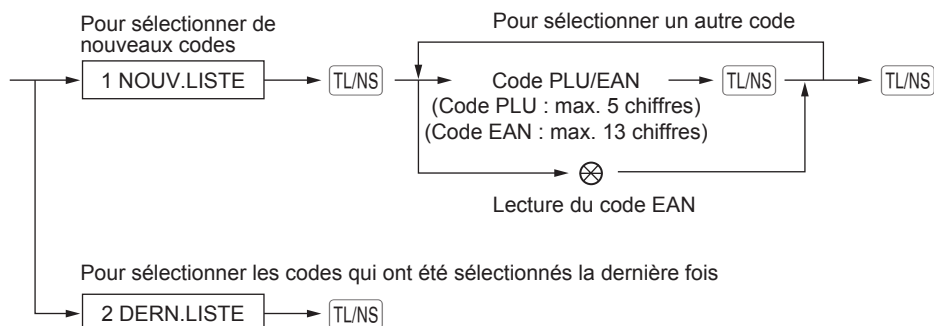 Pour sélectionner de
nouveaux codes
Pour sélectionner un autre code
1 NOUV.LISTE
TL/NS
Code PLU/EAN
TL/NS
TL/NS
(Code PLU : max. 5 chiffres)
(Code EAN : max. 13 chiffres)
Lecture du code EAN
Pour sélectionner les codes qui ont été sélectionnés la dernière fois
2 DERN.LISTE
TL/NS